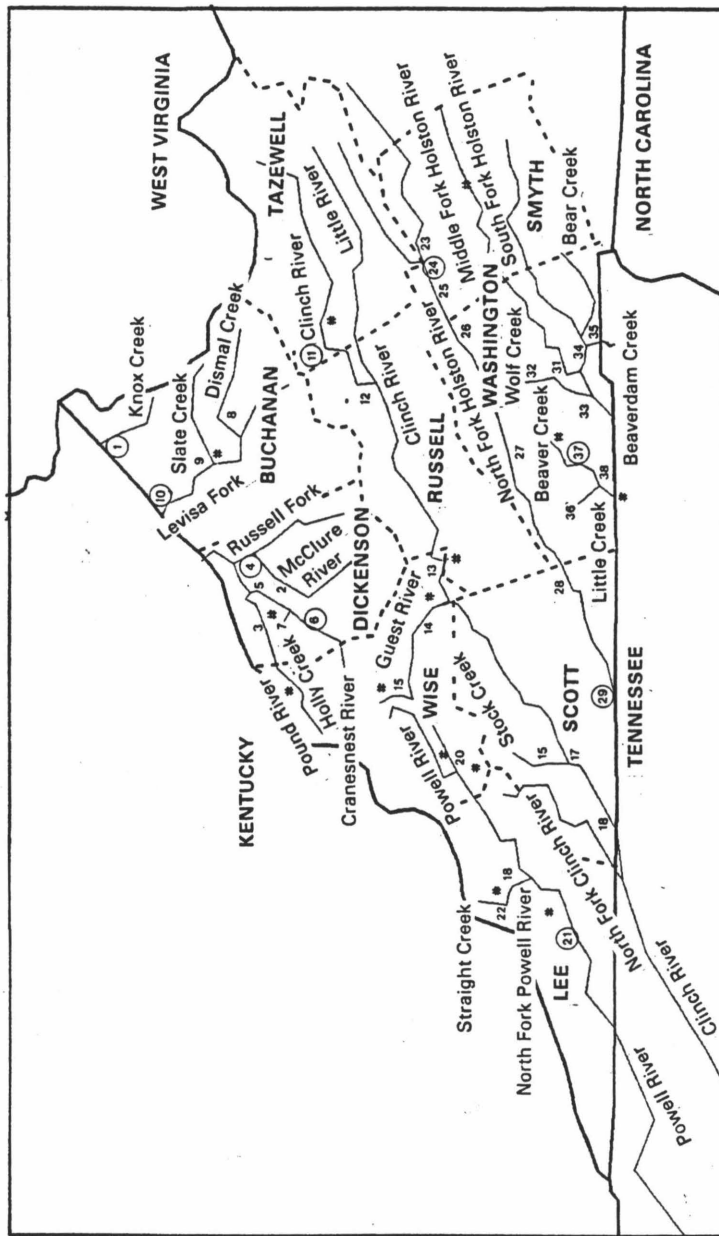 WEST VIRGINIA
KENTUCKY
TENNESSEE
NORTH CAROLINA
TAZEWELL
BUCHANAN
DICKENSON
RUSSELL
WISE
SCOTT
LEE
WASHINGTON
SMYTH
Knox Creek
1
Slate Creek
9
#
Dismal Creek
8
10
Levisa Fork
Russell Fork
4
McClure
River
2
5
3
#
7
6
Pound River
#
Holly Creek
Cranesnest River
Clinch River
11
#
Little River
12
Clinch River
13
#
Guest River
#
14
15
#
Powell River
#
20
#
Stock Creek
15
17
18
North Fork Clinch River
Clinch River
Straight Creek
22
#
18
North Fork Powell River
#
21
Powell River
North Fork Holston River
23
24
25
26
27
28
29
Middle Fork Holston River
#
South Fork Holston River
Bear Creek
Wolf Creek
32
31
34
35
33
Beaverdam Creek
Beaver Creek
#
37
38
36
#
Little Creek